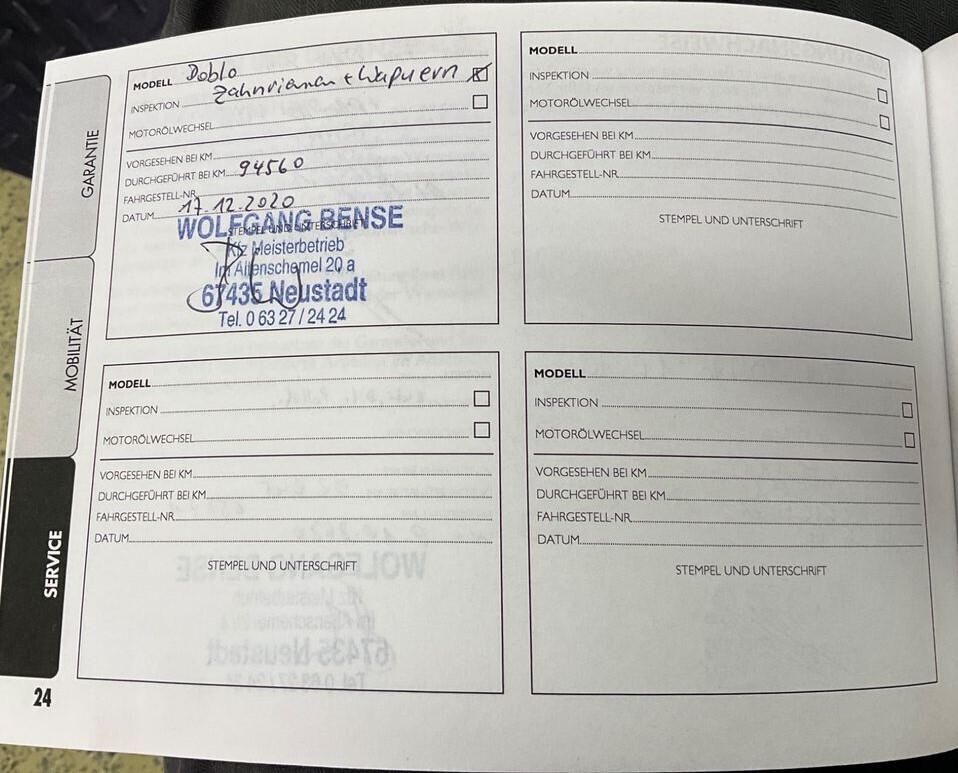 GARANTIE
MOBILITÄT
SERVICE
MODELL Doblo
INSPEKTION Zahnriemen +
MOTORÖLWECHSEL
VORGESEHEN BEI KM
DURCHGEFÜHRT BEI KM 94560
FAHRGESTELL-NR.
DATUM 17.12.2020
STEMPEL UND UNTERSCHRIFT
WOLFGANG BENSE
Kfz Meisterbetrieb
Im Altenschemel 20 a
67435 Neustadt
Tel. 0 63 27 / 24 24
MODELL
INSPEKTION
MOTORÖLWECHSEL
VORGESEHEN BEI KM
DURCHGEFÜHRT BEI KM
FAHRGESTELL-NR.
DATUM
STEMPEL UND UNTERSCHRIFT
MODELL
INSPEKTION
MOTORÖLWECHSEL
VORGESEHEN BEI KM
DURCHGEFÜHRT BEI KM
FAHRGESTELL-NR.
DATUM
STEMPEL UND UNTERSCHRIFT
MODELL
INSPEKTION
MOTORÖLWECHSEL
VORGESEHEN BEI KM
DURCHGEFÜHRT BEI KM
FAHRGESTELL-NR.
DATUM
STEMPEL UND UNTERSCHRIFT
24